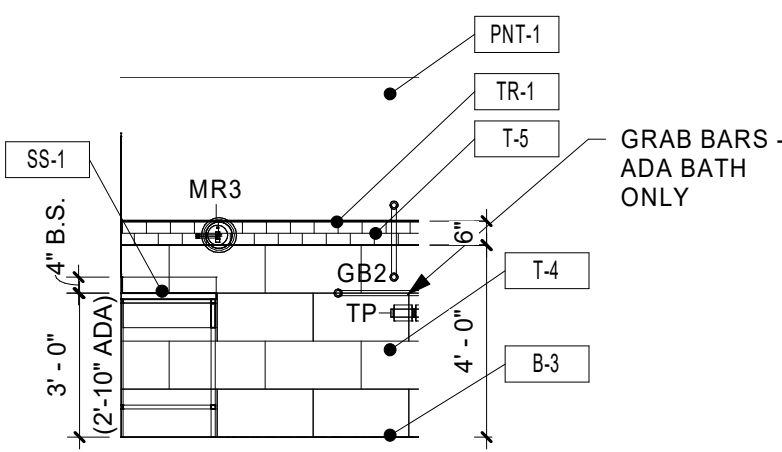 PNT-1
TR-1
T-5
GRAB BARS -
ADA BATH
ONLY
SS-1
MR3
4" B.S.
6"
GB2
T-4
TP
3' - 0"
(2'-10" ADA)
4' - 0"
B-3